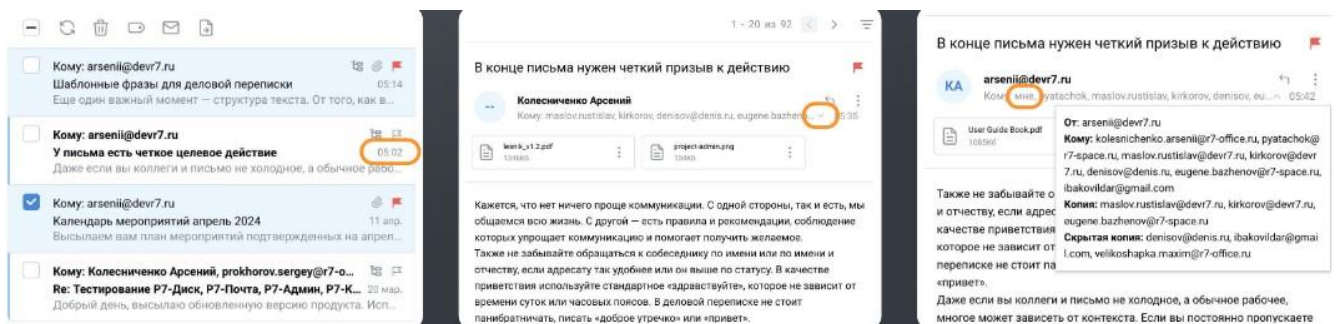 Кому: arsenii@devr7.ru
Шаблонные фразы для деловой переписки 05:14
Еще один важный момент — структура текста. От того, как в...
Кому: arsenii@devr7.ru
У письма есть четкое целевое действие 05:02
Даже если вы коллеги и письмо не холодное, а обычное рабо...
Кому: arsenii@devr7.ru
Календарь мероприятий апрель 2024 11 апр.
Высылаем вам план мероприятий подтвержденных на апрел...
Кому: Колесниченко Арсений, prokhorov.sergey@r7-o...
Re: Тестирование Р7-Диск, Р7-Почта, Р7-Админ, Р7-К... 20 мар.
Добрый день, высылаю обновленную версию продукта. Исп...
1 - 20 из 92
В конце письма нужен четкий призыв к действию
--
Колесниченко Арсений
Кому: maslov.rustislav, kirkorov, denisov@denis.ru, eugene.bazhen... 05:35
project-admin.png
Кажется, что нет ничего проще коммуникации. С одной стороны, так и есть, мы
общаемся всю жизнь. С другой — есть правила и рекомендации, соблюдение
которых упрощает коммуникацию и помогает получить желаемое.
Также не забывайте обращаться к собеседнику по имени или по имени и
отчеству, если адресату так удобнее или он выше по статусу. В качестве
приветствия используйте стандартное «здравствуйте», которое не зависит от
времени суток или часовых поясов. В деловой переписке не стоит
панибратничать, писать «доброе утречко» или «привет».
В конце письма нужен четкий призыв к действию
КА
arsenii@devr7.ru
Кому: мне, pyatachok, maslov.rustislav, kirkorov, denisov, eu... 05:42
User Guide Book.pdf
От: arsenii@devr7.ru
Кому: kolesnichenko.arsenii@r7-office.ru, pyatachok@
r7-space.ru, maslov.rustislav@devr7.ru, kirkorov@devr
7.ru, denisov@denis.ru, eugene.bazhenov@r7-space.ru,
ibakovildar@gmail.com
Копия: maslov.rustislav@devr7.ru, kirkorov@devr7.ru,
eugene.bazhenov@r7-space.ru
Скрытая копия: denisov@denis.ru, ibakovildar@gmai
l.com, velikoshapka.maxim@r7-office.ru
Также не забывайте о
и отчеству, если адрес
качестве приветствия
которое не зависит от
переписке не стоит па
«привет».
Даже если вы коллеги и письмо не холодное, а обычное рабочее,
многое может зависеть от контекста. Если вы постоянно пропускаете